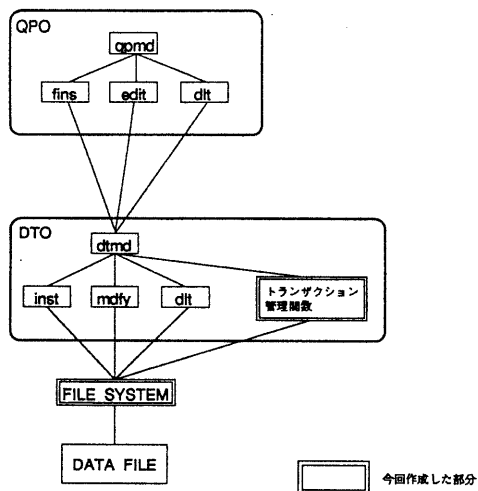 QPO
qpmd
fins
edit
dlt
DTO
dtmd
inst
mdfy
dlt
トランザクション
管理関数
FILE SYSTEM
DATA FILE
今回作成した部分